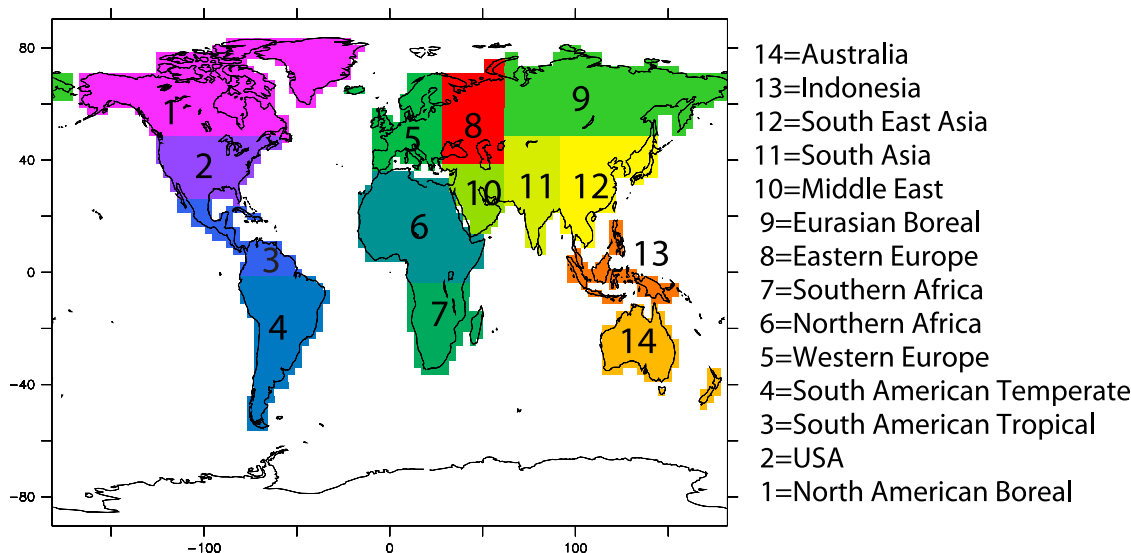 80
40
0
−40
−80
−100
0
100
1
2
3
4
5
6
7
8
9
10
11
12
13
14
14=Australia
13=Indonesia
12=South East Asia
11=South Asia
10=Middle East
9=Eurasian Boreal
8=Eastern Europe
7=Southern Africa
6=Northern Africa
5=Western Europe
4=South American Temperate
3=South American Tropical
2=USA
1=North American Boreal